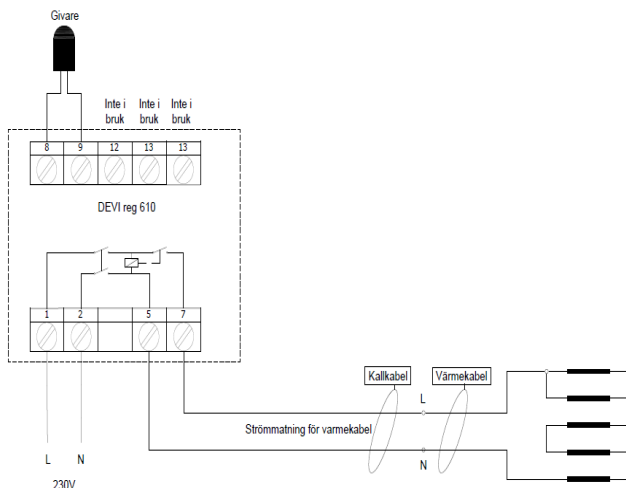 Givare
Inte i bruk
Inte i bruk
Inte i bruk
8 9 12 13 13
DEVI reg 610
1 2 5 7
Kallkabel
Värmekabel
L
Strömmatning för varmekabel
N
L N
230V